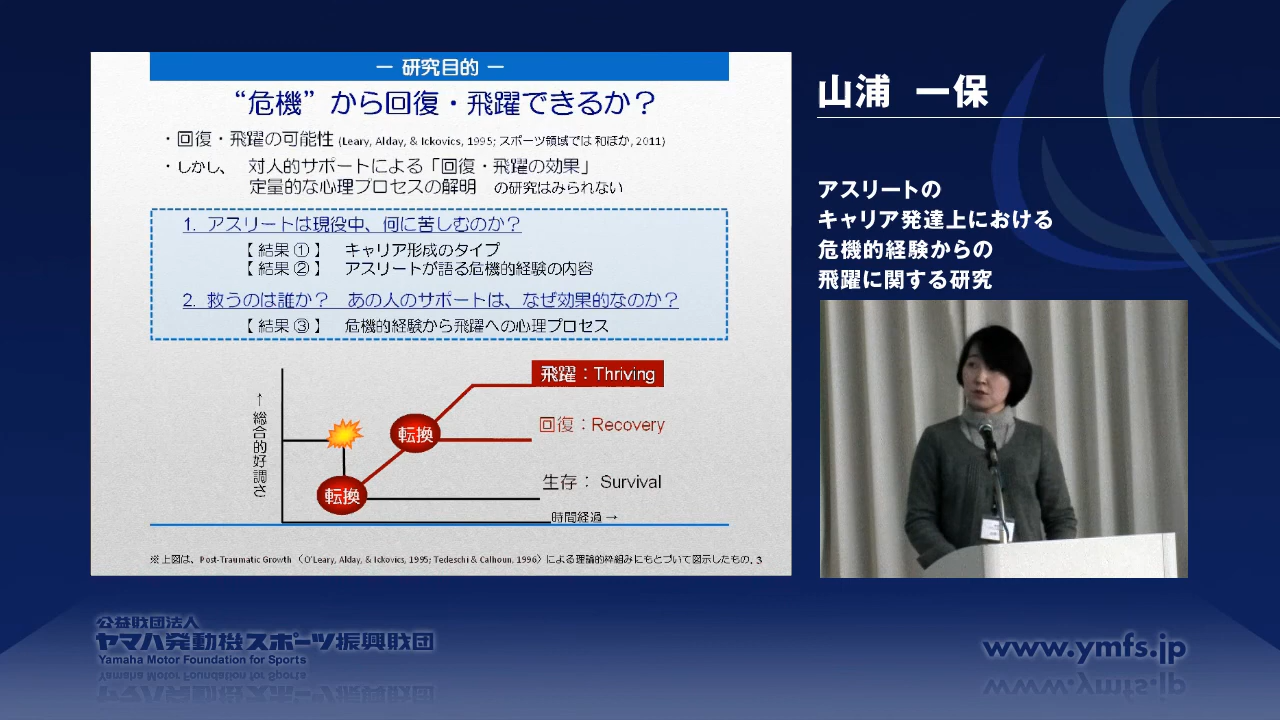 ― 研究目的 ―
“危機”から回復・飛躍できるか？
・回復・飛躍の可能性 (Leary, Alday, & Ickovics, 1995; スポーツ領域では 和ほか, 2011)
・しかし、 対人的サポートによる「回復・飛躍の効果」
定量的な心理プロセスの解明 の研究はみられない
1. アスリートは現役中、何に苦しむのか？
【 結果 ① 】 キャリア形成のタイプ
【 結果 ② 】 アスリートが語る危機的経験の内容
2. 救うのは誰か？ あの人のサポートは、なぜ効果的なのか？
【 結果 ③ 】 危機的経験から飛躍への心理プロセス
飛躍：Thriving
回復：Recovery
生存： Survival
転換
転換
↑総合的好調さ
時間経過→
※上図は、Post-Traumatic Growth （O'Leary, Alday, & Ickovics, 1995; Tedeschi & Calhoun, 1996）による理論的枠組みにもとづいて図示したもの. 3
山浦 一保
アスリートの
キャリア発達上における
危機的経験からの
飛躍に関する研究
公益財団法人
ヤマハ発動機スポーツ振興財団
Yamaha Motor Foundation for Sports
www.ymfs.jp